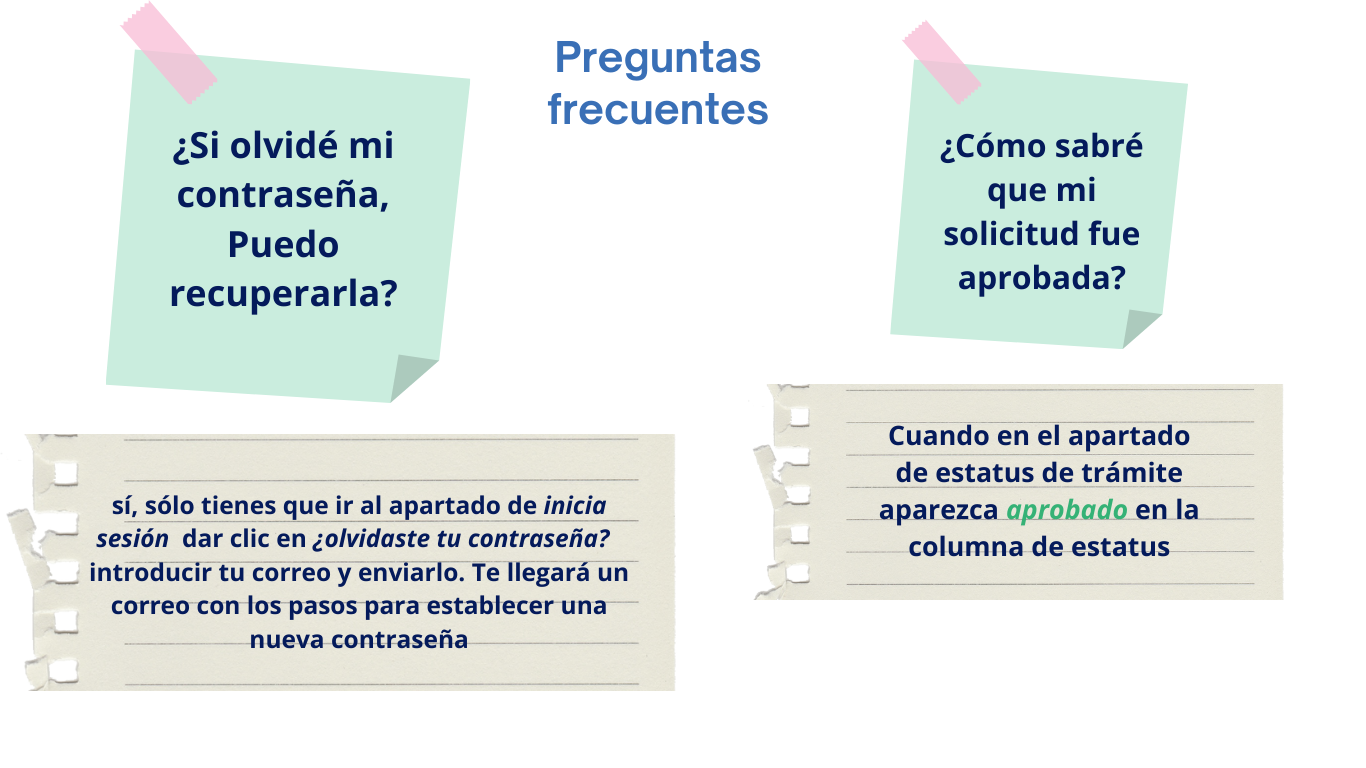 Preguntas
frecuentes
¿Si olvidé mi
contraseña,
Puedo
recuperarla?
sí, sólo tienes que ir al apartado de inicia
sesión  dar clic en ¿olvidaste tu contraseña?
introducir tu correo y enviarlo. Te llegará un
correo con los pasos para establecer una
nueva contraseña
¿Cómo sabré
que mi
solicitud fue
aprobada?
Cuando en el apartado
de estatus de trámite
aparezca aprobado en la
columna de estatus